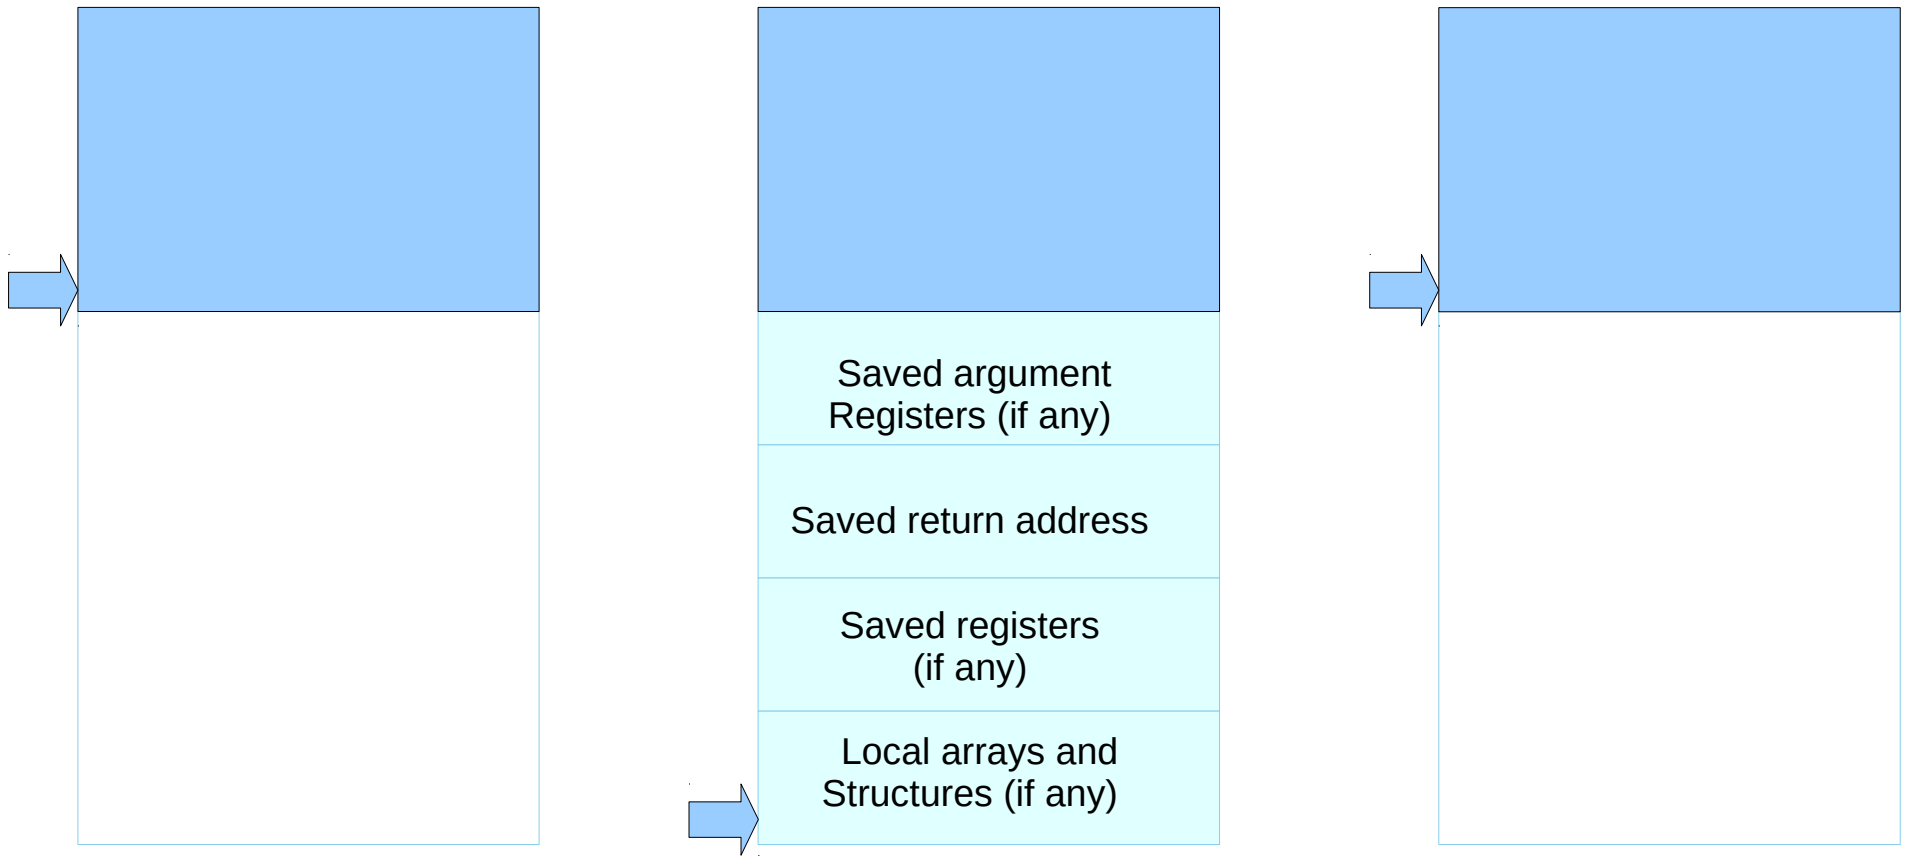 Saved argument
Registers (if any)
Saved return address
Saved registers
(if any)
Local arrays and
Structures (if any)